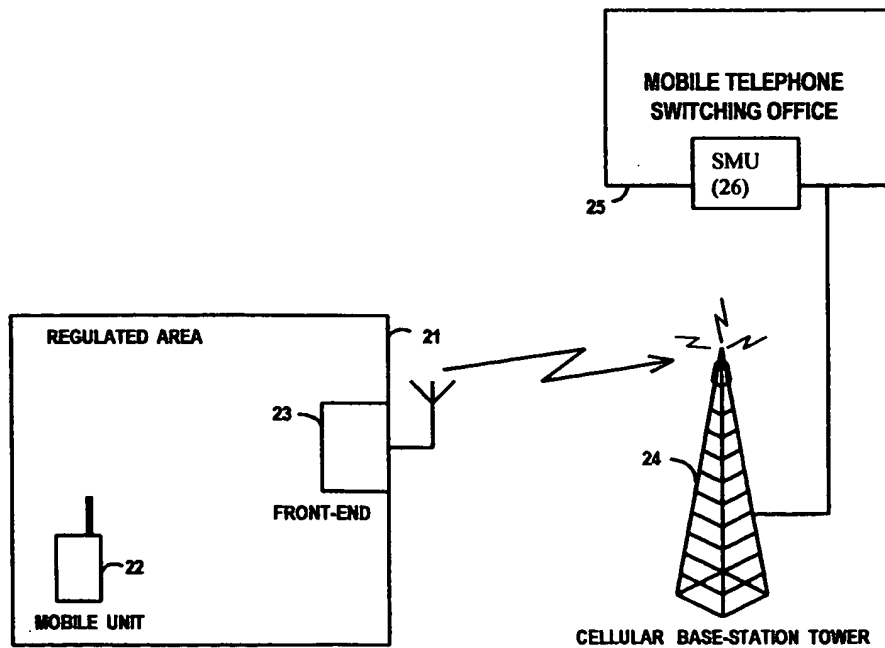 MOBILE TELEPHONE
SWITCHING OFFICE
SMU
(26)
25
REGULATED AREA
21
23
24
FRONT-END
22
MOBILE UNIT
CELLULAR BASE-STATION TOWER